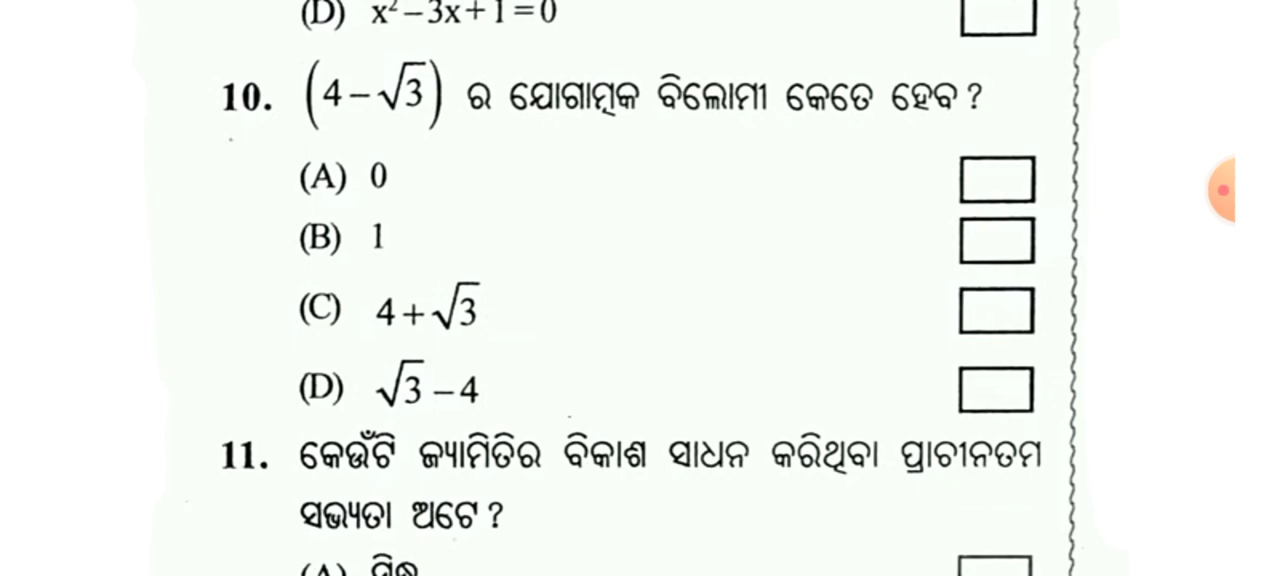 (D) x² – 3x + 1 = 0
10. (4 – √3) ର ଯୋଗାତ୍ମକ ବିଲୋମୀ କେତେ ହେବ ?
(A) 0
(B) 1
(C) 4 + √3
(D) √3 – 4
11. କେଉଁଟି ଜ୍ୟାମିତିର ବିକାଶ ସାଧନ କରିଥିବା ପ୍ରାଚୀନତମ
ସଭ୍ୟତା ଅଟେ ?
(A)